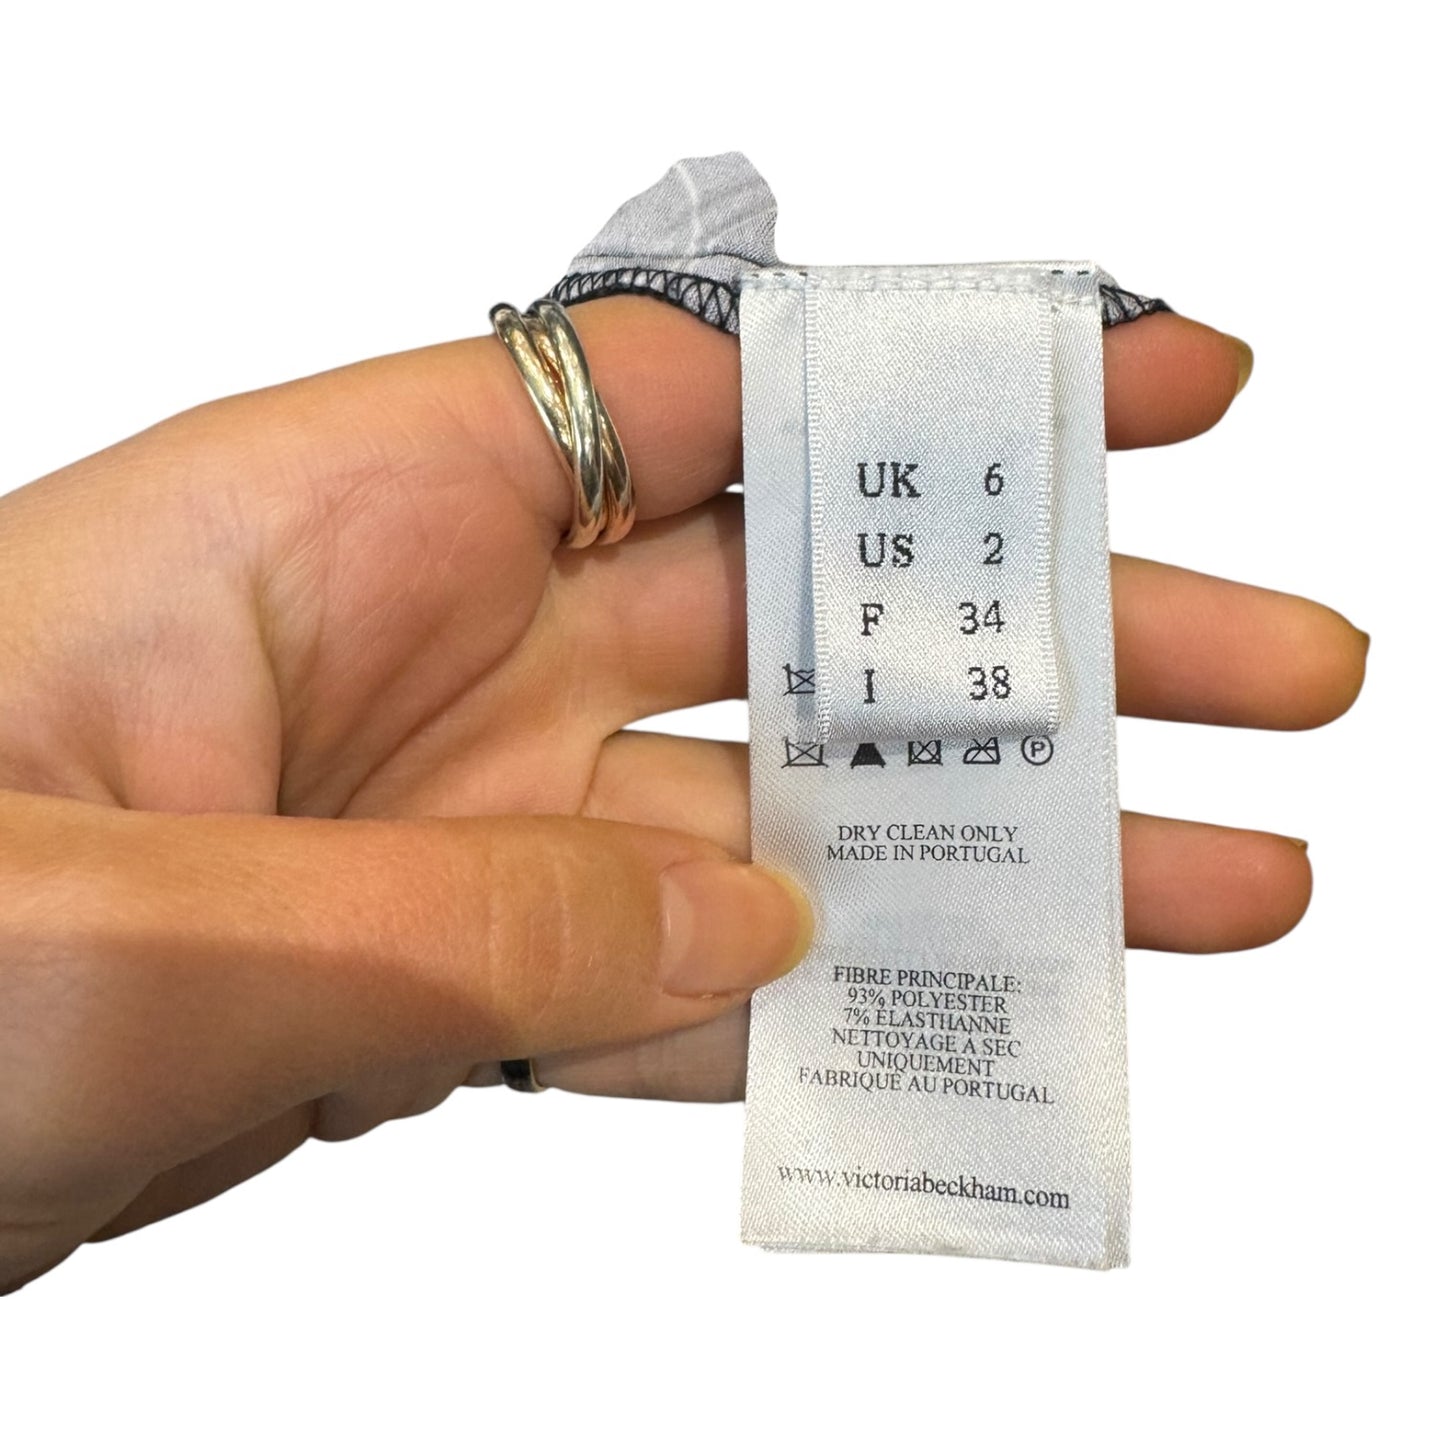 UK 6
US 2
F 34
I 38
P
DRY CLEAN ONLY
MADE IN PORTUGAL
FIBRE PRINCIPALE:
93% POLYESTER
7% ÉLASTHANNE
NETTOYAGE À SEC
UNIQUEMENT
FABRIQUE AU PORTUGAL
www.victoriabeckham.com